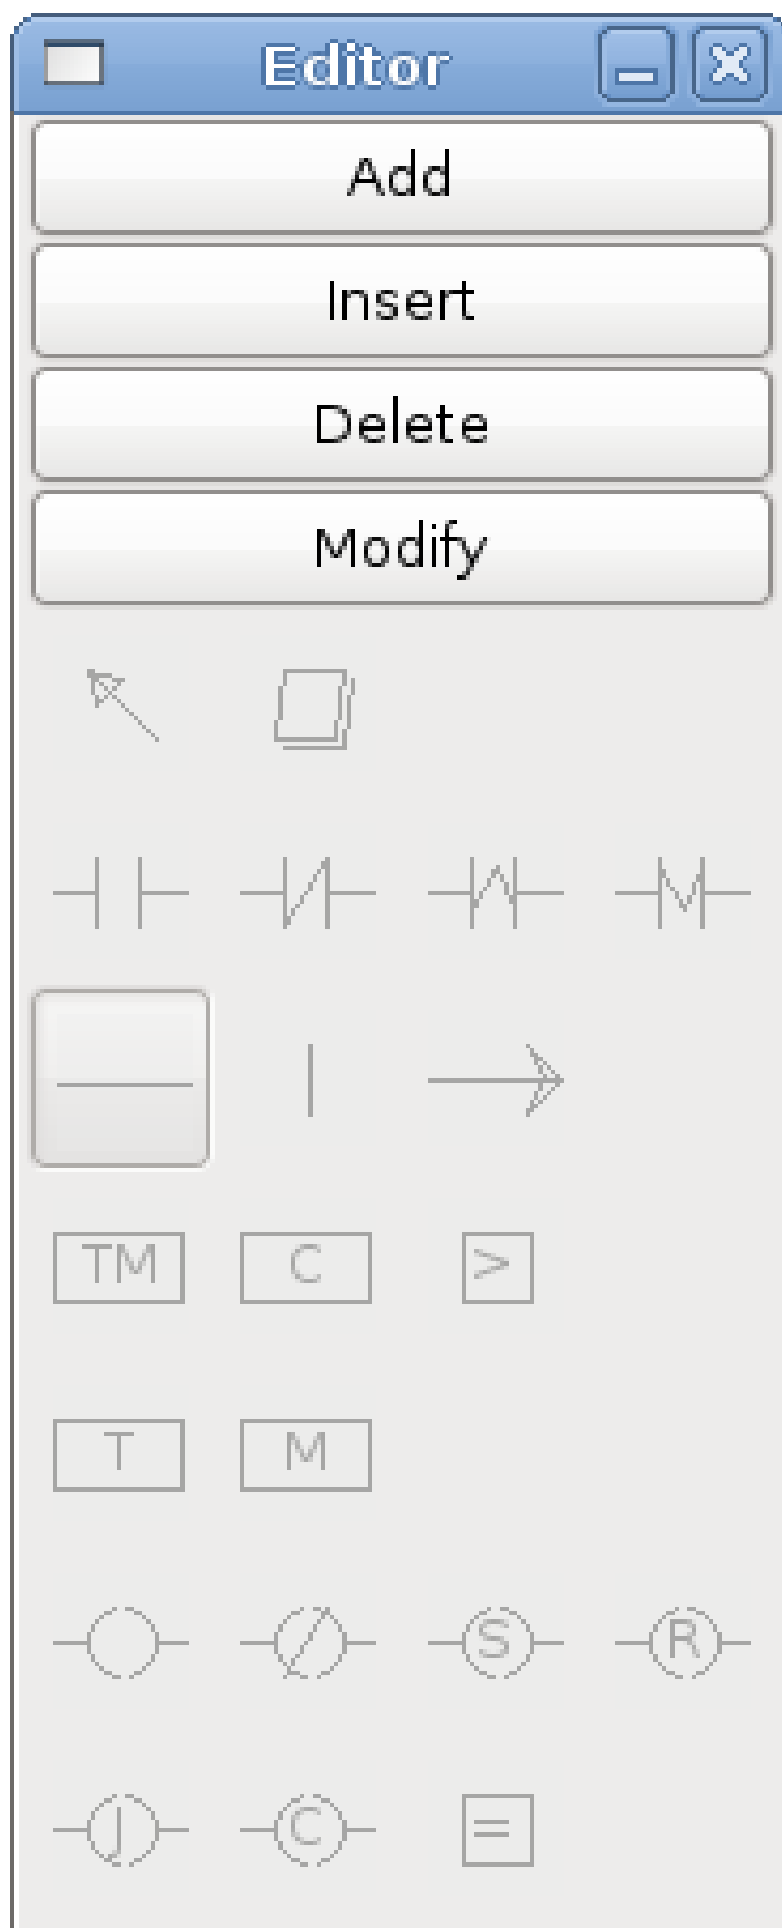 Editor
Add
Insert
Delete
Modify
TM C >
T M
S R
J C =